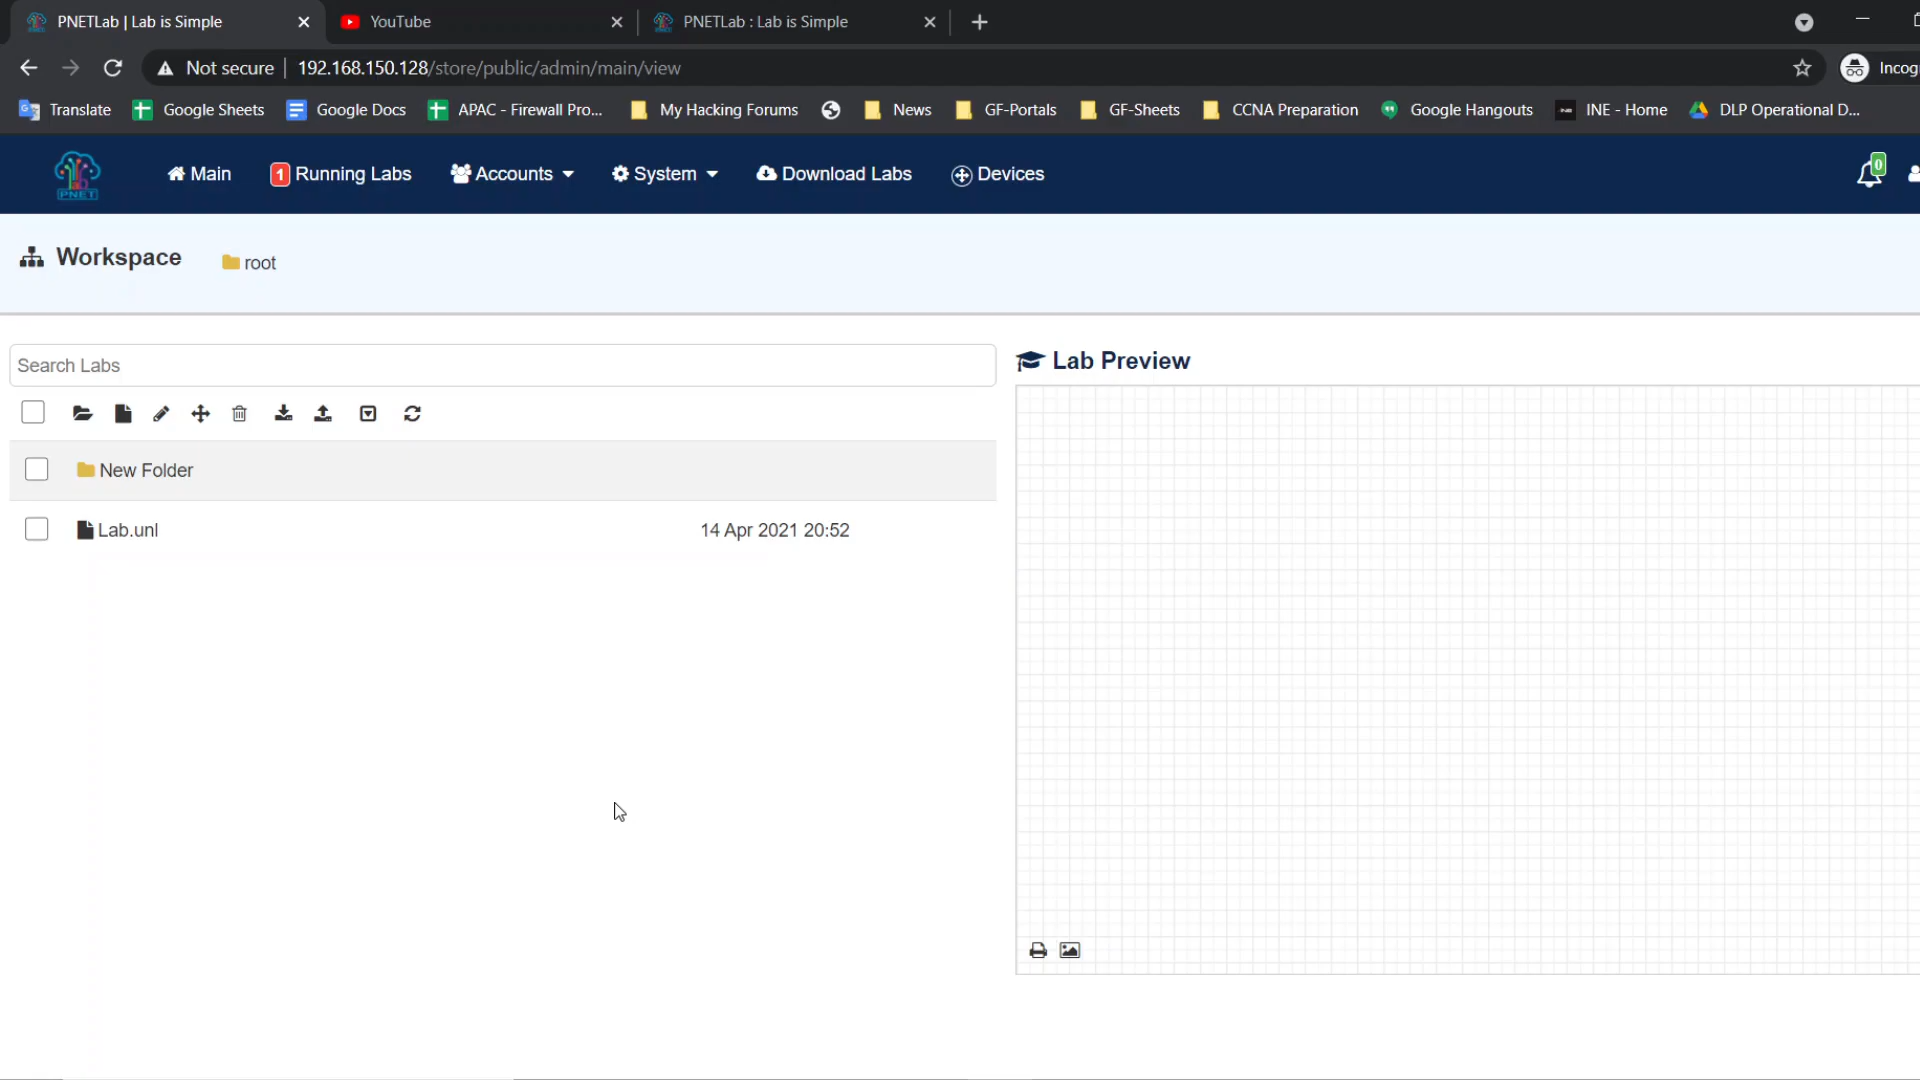 PNETLab | Lab is Simple
YouTube
PNETLab : Lab is Simple
Not secure
192.168.150.128/store/public/admin/main/view
Incog
Translate
Google Sheets
Google Docs
APAC - Firewall Pro...
My Hacking Forums
News
GF-Portals
GF-Sheets
CCNA Preparation
Google Hangouts
INE - Home
DLP Operational D...
PNET
Main
1 Running Labs
Accounts
System
Download Labs
Devices
0
Workspace
root
Search Labs
Lab Preview
New Folder
Lab.unl
14 Apr 2021 20:52